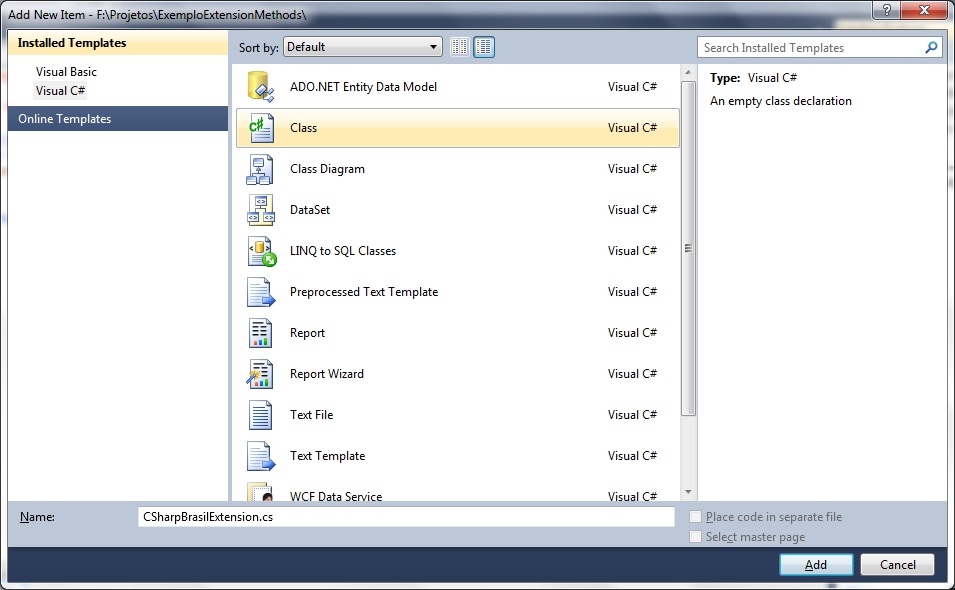 Add New Item - F:\Projetos\ExemploExtensionMethods\
Installed Templates
Visual Basic
Visual C#
Online Templates
Sort by: Default
Search Installed Templates
ADO.NET Entity Data Model Visual C#
Class Visual C#
Class Diagram Visual C#
DataSet Visual C#
LINQ to SQL Classes Visual C#
Preprocessed Text Template Visual C#
Report Visual C#
Report Wizard Visual C#
Text File Visual C#
Text Template Visual C#
WCF Data Service Visual C#
Type: Visual C#
An empty class declaration
Name: CSharpBrasilExtension.cs
Place code in separate file
Select master page
Add Cancel